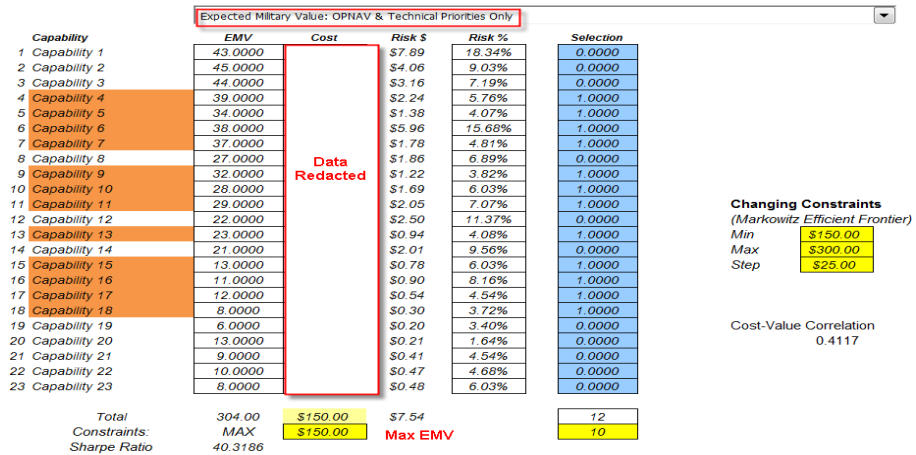 Expected Military Value: OPNAV & Technical Priorities Only
Capability EMV Cost Risk $ Risk % Selection
1 Capability 1 43.0000 $7.89 18.34% 0.0000
2 Capability 2 45.0000 $4.06 9.03% 0.0000
3 Capability 3 44.0000 $3.16 7.19% 0.0000
4 Capability 4 39.0000 $2.24 5.76% 1.0000
5 Capability 5 34.0000 $1.38 4.07% 1.0000
6 Capability 6 38.0000 $5.96 15.68% 1.0000
7 Capability 7 37.0000 $1.78 4.81% 1.0000
8 Capability 8 27.0000 Data $1.86 6.89% 0.0000
9 Capability 9 32.0000 Redacted $1.22 3.82% 1.0000
10 Capability 10 28.0000 $1.69 6.03% 1.0000
11 Capability 11 29.0000 $2.05 7.07% 1.0000 Changing Constraints
12 Capability 12 22.0000 $2.50 11.37% 0.0000 (Markowitz Efficient Frontier)
13 Capability 13 23.0000 $0.94 4.08% 1.0000 Min $150.00
14 Capability 14 21.0000 $2.01 9.56% 0.0000 Max $300.00
15 Capability 15 13.0000 $0.78 6.03% 1.0000 Step $25.00
16 Capability 16 11.0000 $0.90 8.16% 1.0000
17 Capability 17 12.0000 $0.54 4.54% 1.0000
18 Capability 18 8.0000 $0.30 3.72% 1.0000
19 Capability 19 6.0000 $0.20 3.40% 0.0000 Cost-Value Correlation
20 Capability 20 13.0000 $0.21 1.64% 0.0000 0.4117
21 Capability 21 9.0000 $0.41 4.54% 0.0000
22 Capability 22 10.0000 $0.47 4.68% 0.0000
23 Capability 23 8.0000 $0.48 6.03% 0.0000
Total 304.00 $150.00 $7.54 12
Constraints: MAX $150.00 Max EMV 10
Sharpe Ratio 40.3186